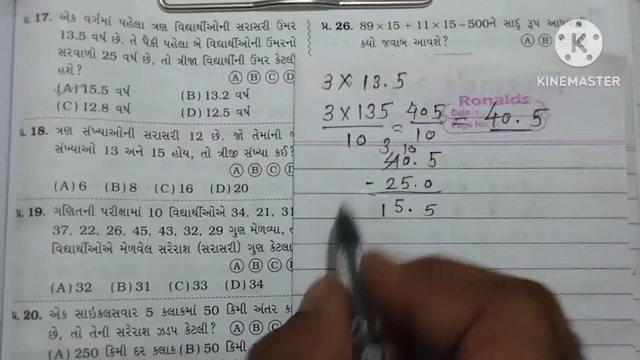 પ્ર. 17. એક વર્ગમાં પહેલા ત્રણ વિદ્યાર્થીઓની સરાસરી ઉંમર
13.5 વર્ષ છે. તે પૈકી પહેલા બે વિદ્યાર્થીઓની ઉંમરનો
સરવાળો 25 વર્ષ છે, તો ત્રીજા વિદ્યાર્થીની ઉંમર કેટલી
હશે?
A B C D
(A) 15.5 વર્ષ (B) 13.2 વર્ષ
(C) 12.8 વર્ષ (D) 12.5 વર્ષ
પ્ર. 18. ત્રણ સંખ્યાઓની સરાસરી 12 છે. જો તેમાંની
સંખ્યાઓ 13 અને 15 હોય, તો ત્રીજી સંખ્યા કઈ?
A B C
(A) 6 (B) 8 (C) 16 (D) 20
પ્ર. 19. ગણિતની પરીક્ષામાં 10 વિદ્યાર્થીઓએ 34, 21, 31
37, 22, 26, 45, 43, 32, 29 ગુણ મેળવ્યા,
વિદ્યાર્થીઓએ મેળવેલ સરેરાશ (સરાસરી) ગુણ કેટલા
A B C
(A) 32 (B) 31 (C) 33 (D) 34
પ્ર. 20. એક સાઇકલસવાર 5 કલાકમાં 50 કિમી અંતર
છે, તો તેની સરેરાશ ઝડપ કેટલી? A B C
(A) 250 કિમી દર કલાક (B) 50 કિમી
પ્ર. 26. 89 × 15 + 11 × 15 – 500ને સાદું રૂપ
કયો જવાબ આવશે? A B
KINEMASTER
3 × 13.5
Ronalds
Date:
Page No.
3 × 135 405
10 = 10 = 40.5
3 10
40.5
- 25.0
15.5